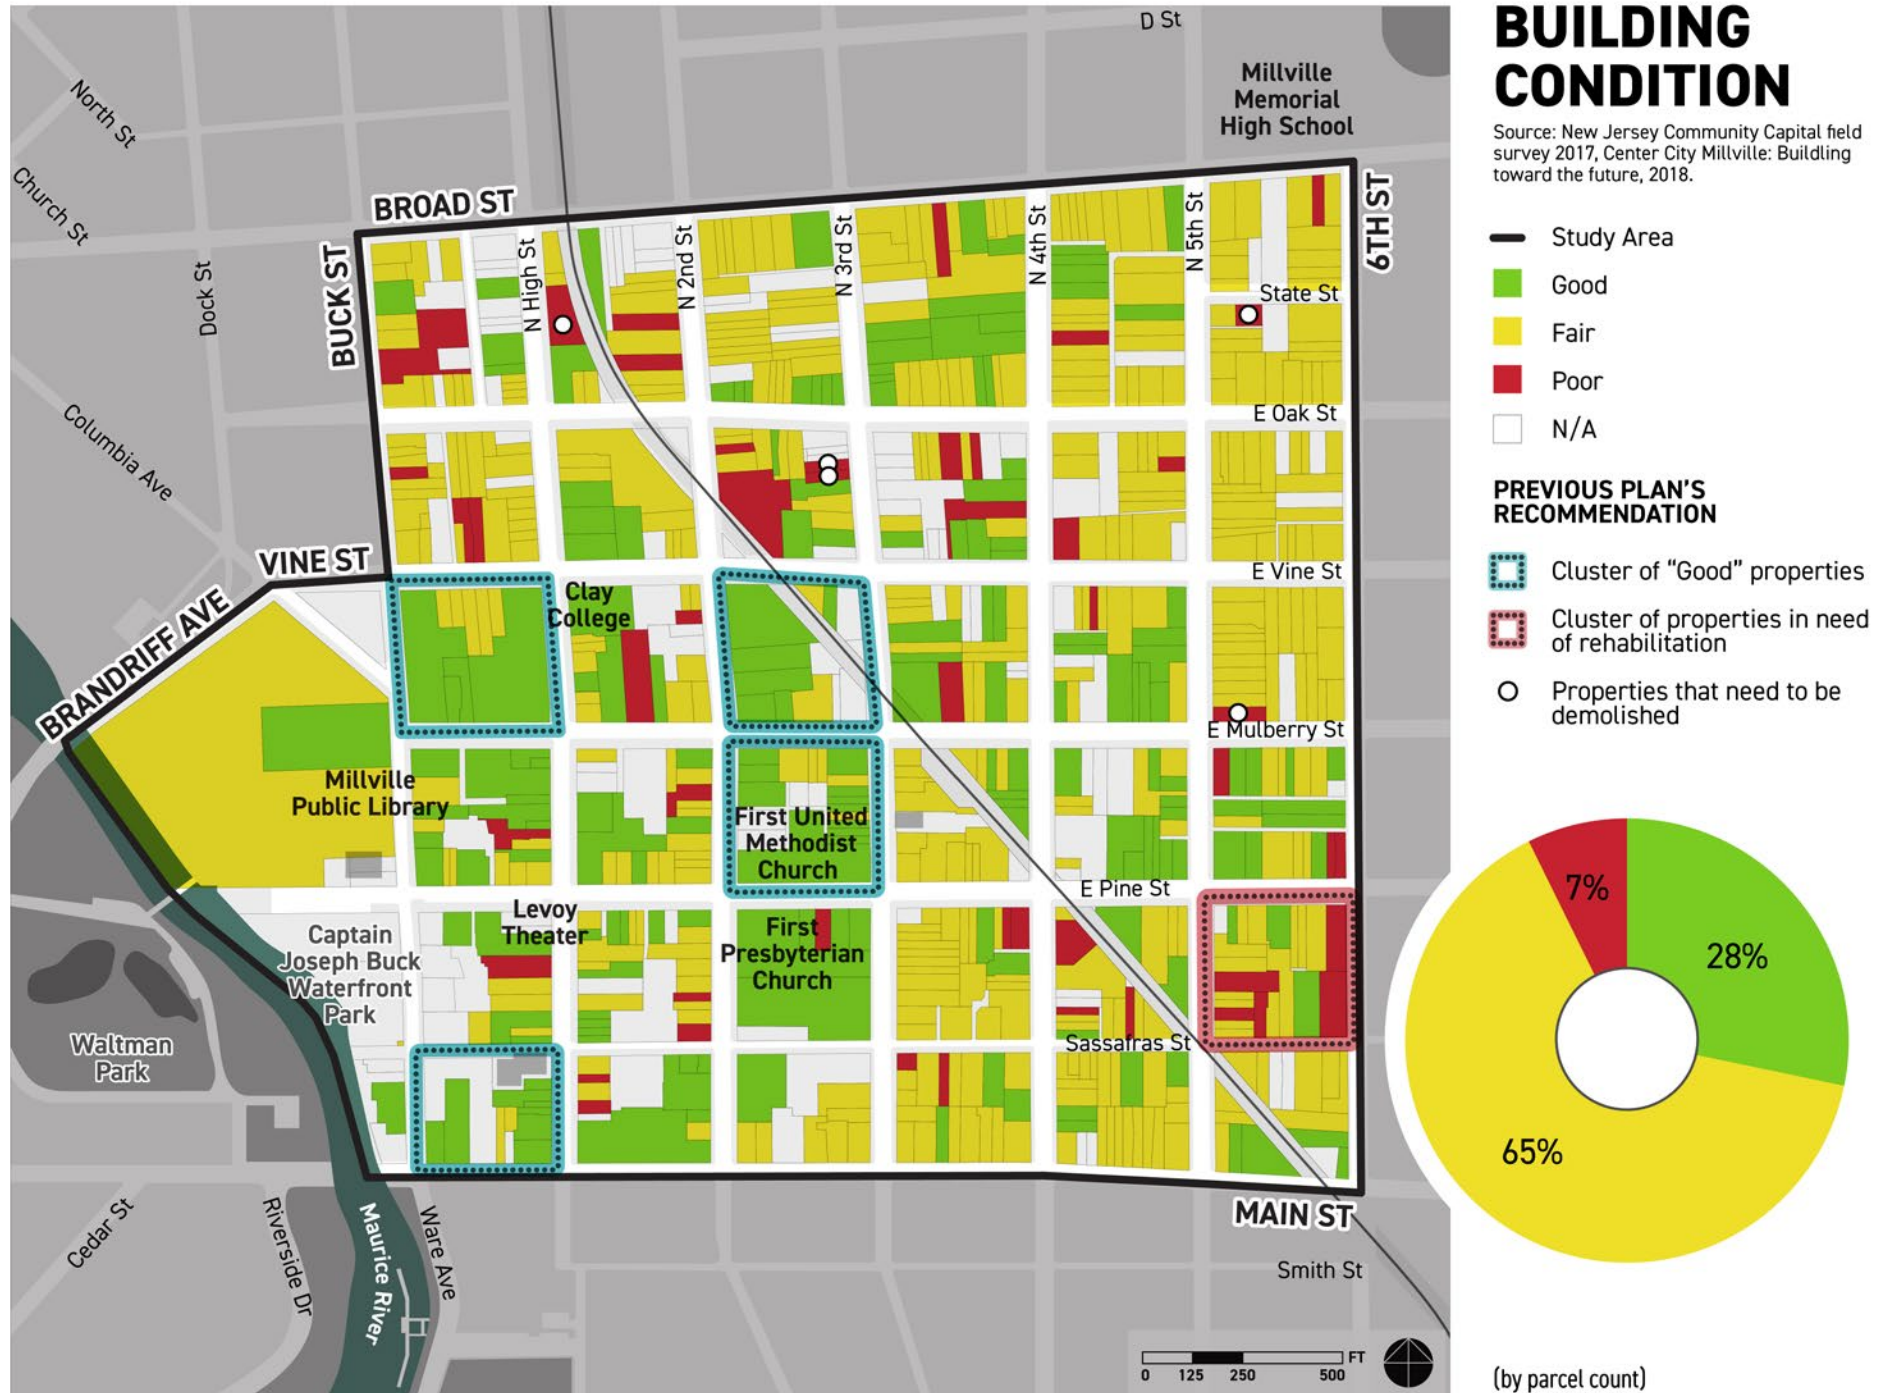 BUILDING
CONDITION
Source: New Jersey Community Capital field
survey 2017, Center City Millville: Buildling
toward the future, 2018.
Study Area
Good
Fair
Poor
N/A
PREVIOUS PLAN'S
RECOMMENDATION
Cluster of "Good" properties
Cluster of properties in need
of rehabilitation
Properties that need to be
demolished
7%
28%
65%
(by parcel count)
D St
Millville
Memorial
High School
North St
Church St
Dock St
Columbia Ave
BROAD ST
BUCK ST
6TH ST
N High St
N 2nd St
N 3rd St
N 4th St
N 5th St
State St
E Oak St
VINE ST
E Vine St
BRANDRIFF AVE
Clay
College
E Mulberry St
Millville
Public Library
First United
Methodist
Church
E Pine St
Levoy
Theater
First
Presbyterian
Church
Captain
Joseph Buck
Waterfront
Park
Waltman
Park
Sassafras St
MAIN ST
Cedar St
Riverside Dr
Maurice River
Ware Ave
Smith St
0 125 250 500 FT